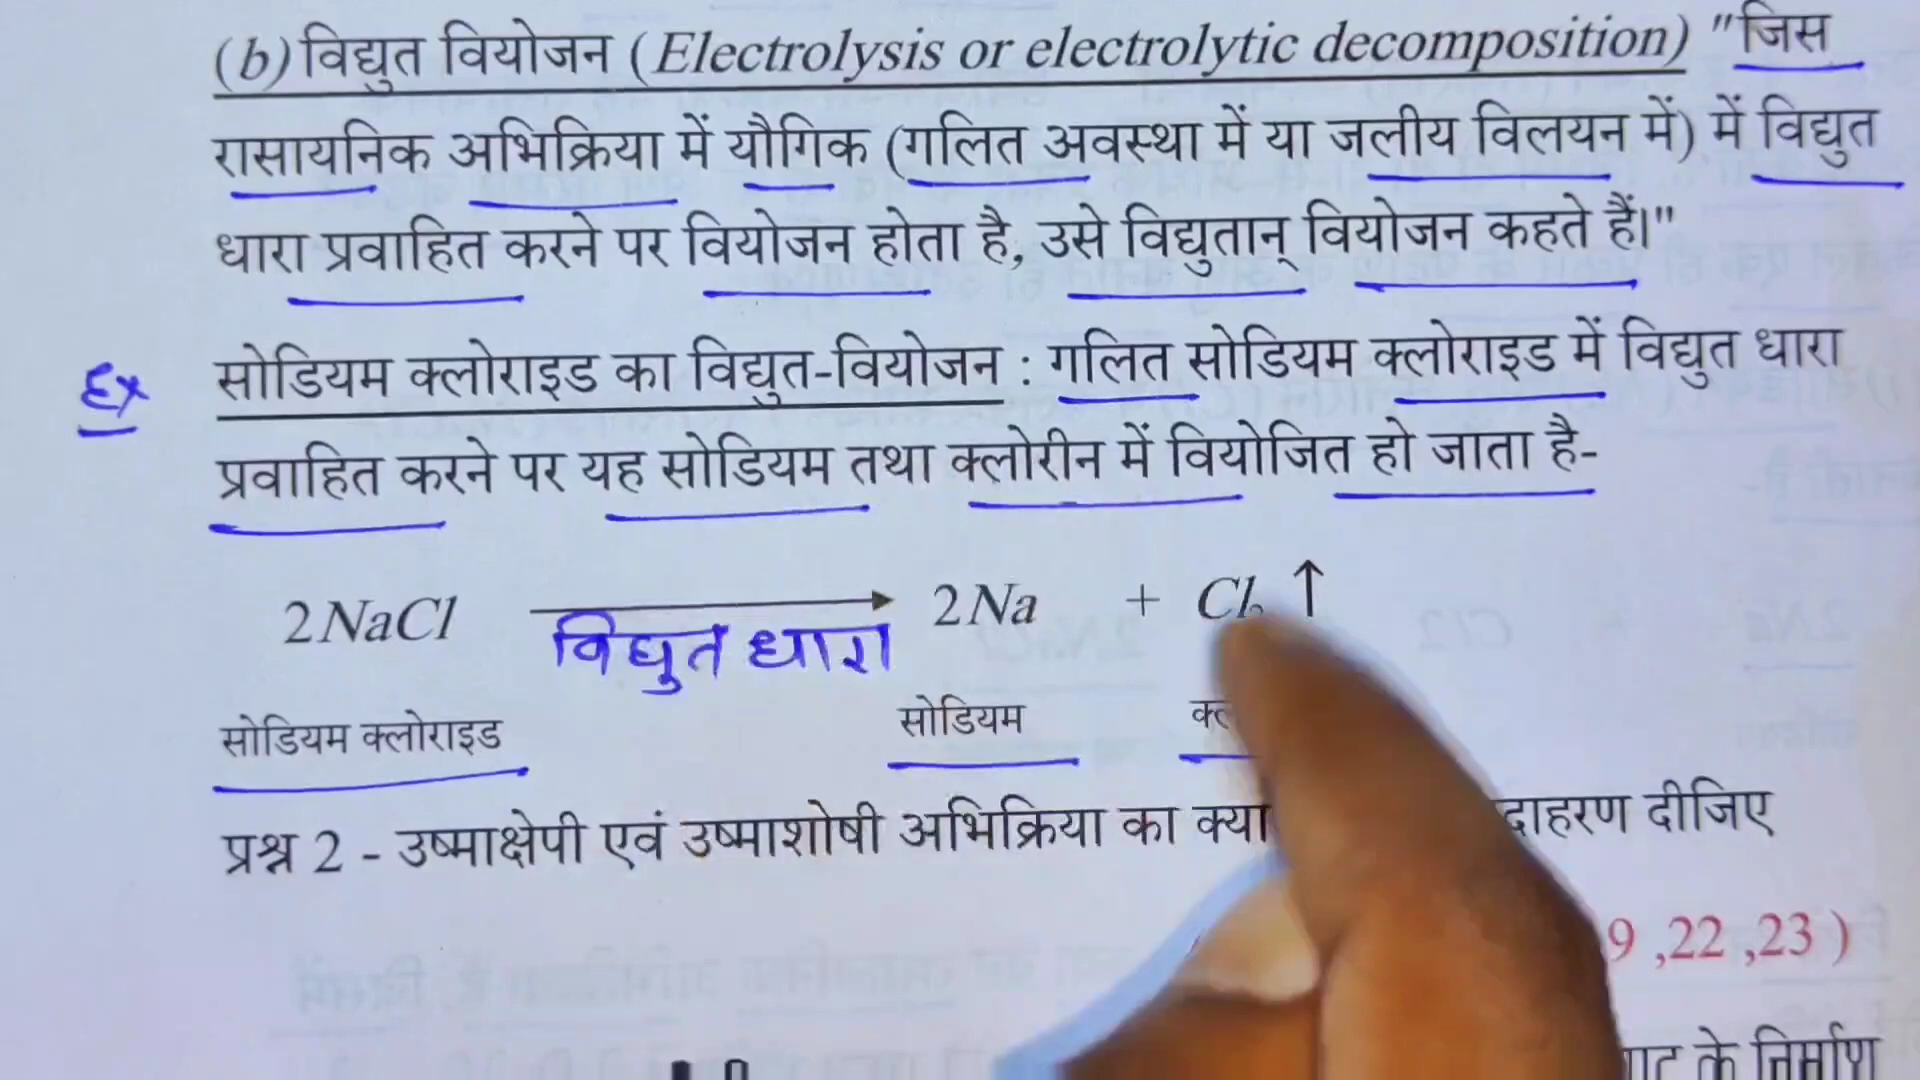 (b) विद्युत वियोजन (Electrolysis or electrolytic decomposition) "जिस
रासायनिक अभिक्रिया में यौगिक (गलित अवस्था में या जलीय विलयन में) में विद्युत
धारा प्रवाहित करने पर वियोजन होता है, उसे विद्युतान् वियोजन कहते हैं।"
Ex सोडियम क्लोराइड का विद्युत-वियोजन : गलित सोडियम क्लोराइड में विद्युत धारा
प्रवाहित करने पर यह सोडियम तथा क्लोरीन में वियोजित हो जाता है-
2NaCl → 2Na + Cl₂ ↑
विद्युत धारा
सोडियम क्लोराइड सोडियम
प्रश्न 2 - उष्माक्षेपी एवं उष्माशोषी अभिक्रिया का क्या दाहरण दीजिए
9 ,22 ,23 )
के निर्माण